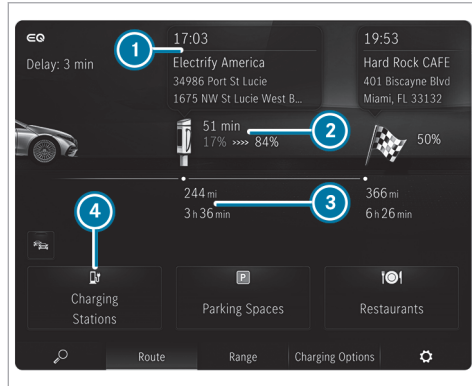 EQ
Delay: 3 min
17:03
Electrify America
34986 Port St Lucie
1675 NW St Lucie West B...
19:53
Hard Rock CAFE
401 Biscayne Blvd
Miami, FL 33132
1
51 min
17% »»» 84%
2
50%
244 mi
3 h 36 min
3
366 mi
6 h 26 min
4
Charging
Stations
P
Parking Spaces
Restaurants
Route
Range
Charging Options